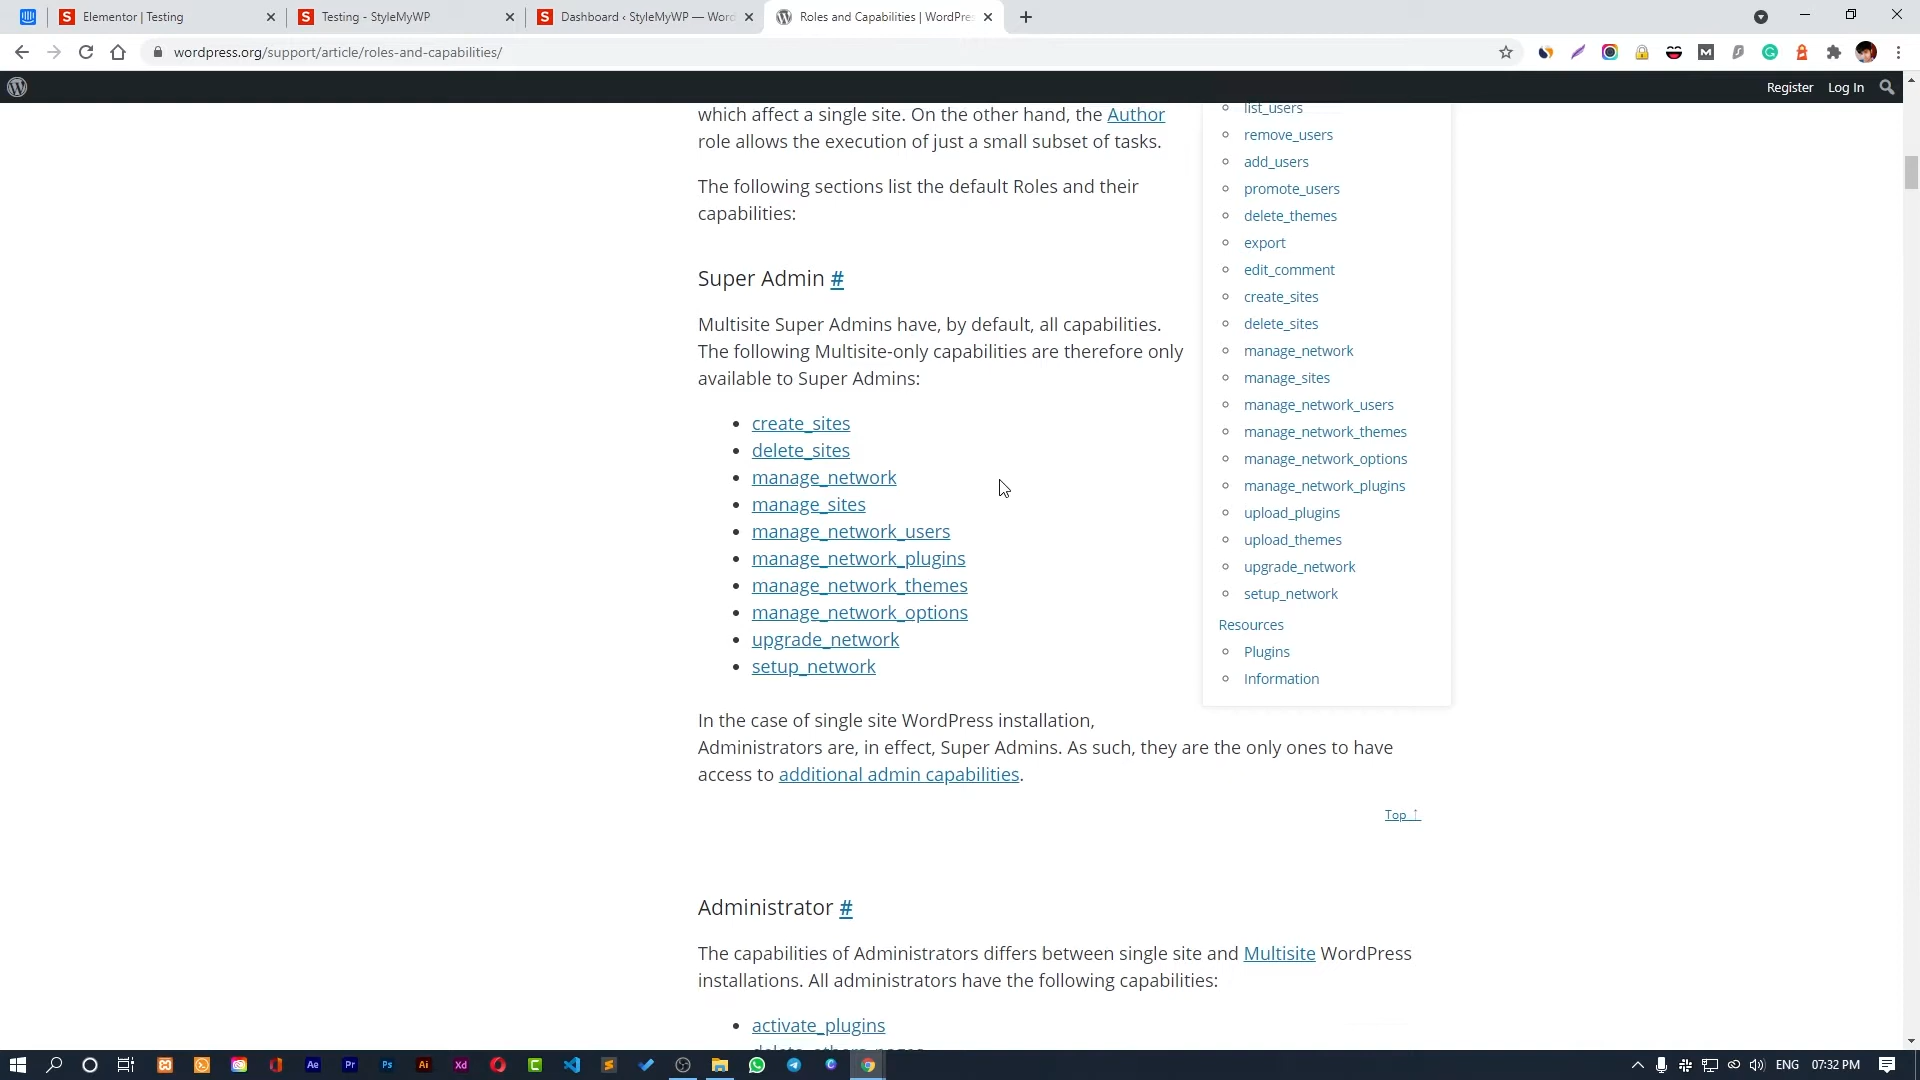 Elementor | Testing
Testing - StyleMyWP
Dashboard ‹ StyleMyWP — Word
Roles and Capabilities | WordPre
wordpress.org/support/article/roles-and-capabilities/
Register
Log In
which affect a single site. On the other hand, the Author
role allows the execution of just a small subset of tasks.
The following sections list the default Roles and their
capabilities:
Super Admin #
Multisite Super Admins have, by default, all capabilities.
The following Multisite-only capabilities are therefore only
available to Super Admins:
create_sites
delete_sites
manage_network
manage_sites
manage_network_users
manage_network_plugins
manage_network_themes
manage_network_options
upgrade_network
setup_network
In the case of single site WordPress installation,
Administrators are, in effect, Super Admins. As such, they are the only ones to have
access to additional admin capabilities.
Top ↑
Administrator #
The capabilities of Administrators differs between single site and Multisite WordPress
installations. All administrators have the following capabilities:
activate_plugins
list_users
remove_users
add_users
promote_users
delete_themes
export
edit_comment
create_sites
delete_sites
manage_network
manage_sites
manage_network_users
manage_network_themes
manage_network_options
manage_network_plugins
upload_plugins
upload_themes
upgrade_network
setup_network
Resources
Plugins
Information
Ae
Pr
Ps
Ai
Xd
ENG
07:32 PM